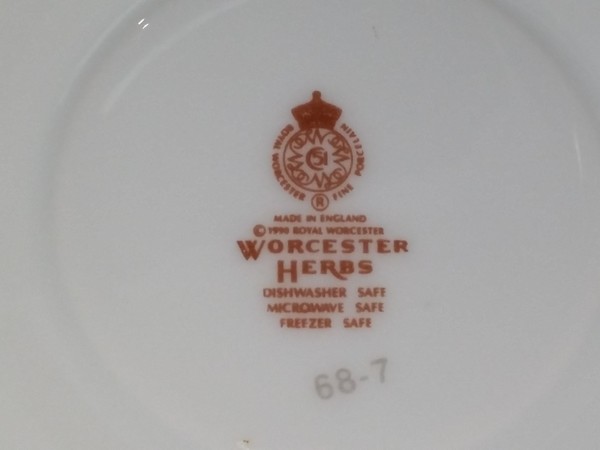 ROYAL WORCESTER FINE PORCELAIN
51
®
MADE IN ENGLAND
© 1990 ROYAL WORCESTER
WORCESTER
HERBS
DISHWASHER SAFE
MICROWAVE SAFE
FREEZER SAFE
68-7